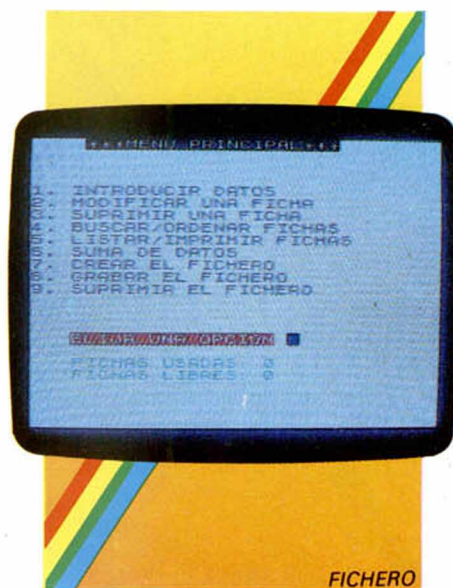 +++MENU PRINCIPAL+++
1. INTRODUCIR DATOS
2. MODIFICAR UNA FICHA
3. SUPRIMIR UNA FICHA
4. BUSCAR/ORDENAR FICHAS
5. LISTAR/IMPRIMIR FICHAS
6. SUMA DE DATOS
7. CREAR EL FICHERO
8. GRABAR EL FICHERO
9. SUPRIMIR EL FICHERO
UNA OPCION
FICHAS USADAS 0
FICHAS LIBRES 0
FICHERO